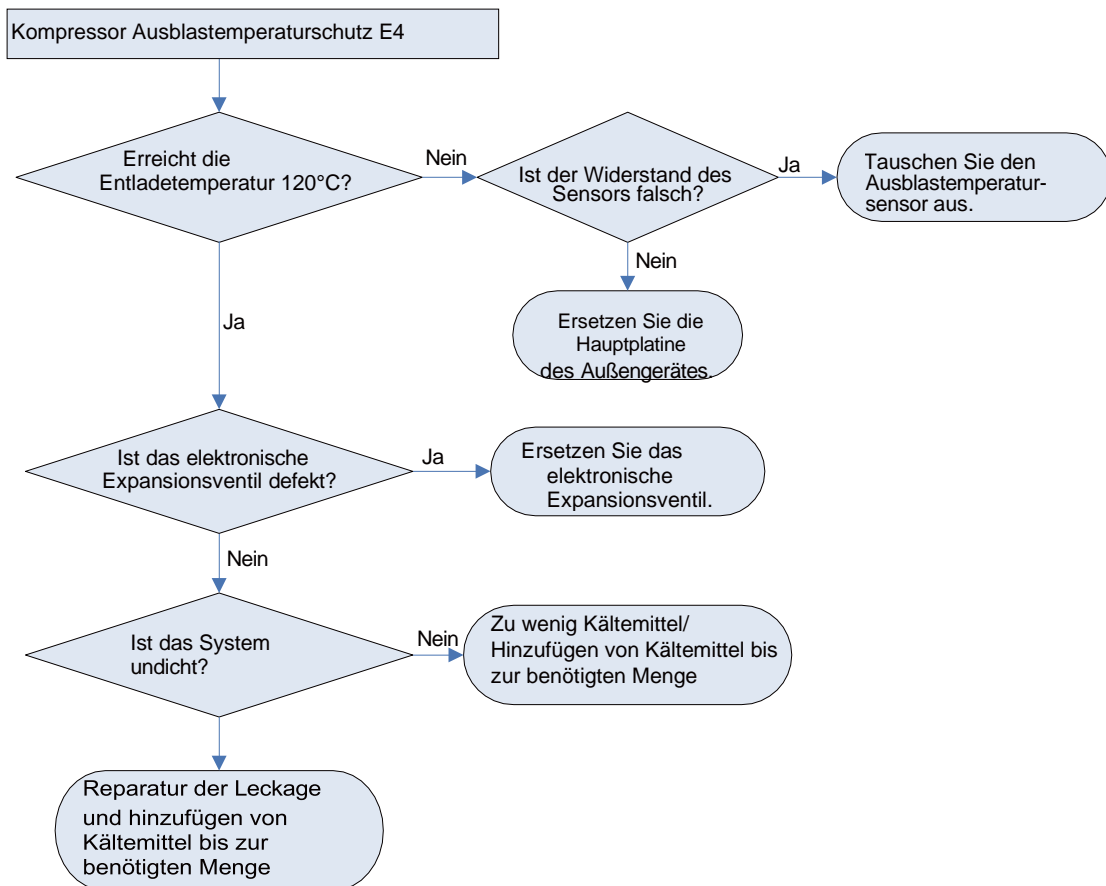 Kompressor Ausblastemperaturschutz E4
Erreicht die
Entladetemperatur 120°C?
Nein
Ist der Widerstand des
Sensors falsch?
Ja
Tauschen Sie den
Ausblastemperatur-
sensor aus.
Nein
Ersetzen Sie die
Hauptplatine
des Außengerätes.
Ja
Ist das elektronische
Expansionsventil defekt?
Ja
Ersetzen Sie das
elektronische
Expansionsventil.
Nein
Ist das System
undicht?
Nein
Zu wenig Kältemittel/
Hinzufügen von Kältemittel bis
zur benötigten Menge
Reparatur der Leckage
und hinzufügen von
Kältemittel bis zur
benötigten Menge